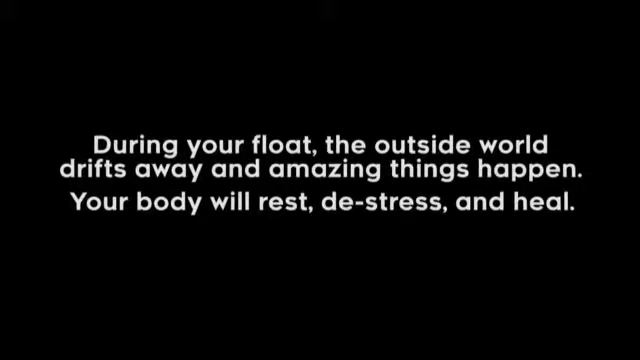 During your float, the outside world
drifts away and amazing things happen.
Your body will rest, de-stress, and heal.